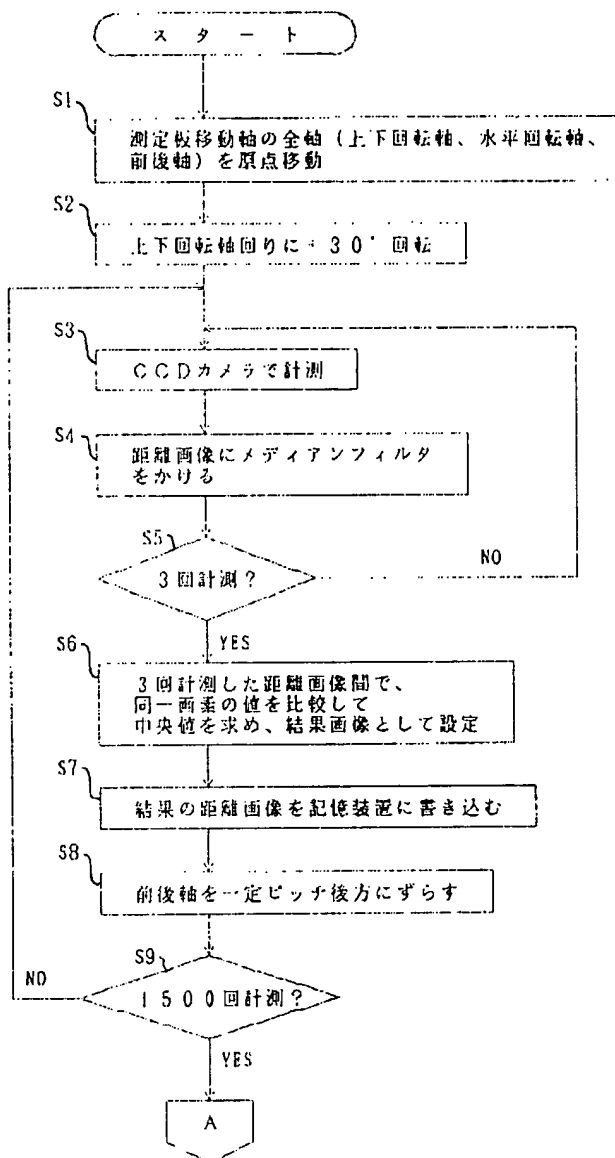 スタート
S1
測定板移動軸の全軸（上下回転軸、水平回転軸、
前後軸）を原点移動
S2
上下回転軸回りに 30°回転
S3
CCDカメラで計測
S4
距離画像にメディアンフィルタ
をかける
S5
3回計測？
NO
YES
S6
3回計測した距離画像間で、
同一画素の値を比較して
中央値を求め、結果画像として設定
S7
結果の距離画像を記憶装置に書き込む
S8
前後軸を一定ピッチ後方にずらす
S9
NO
1500回計測？
YES
A